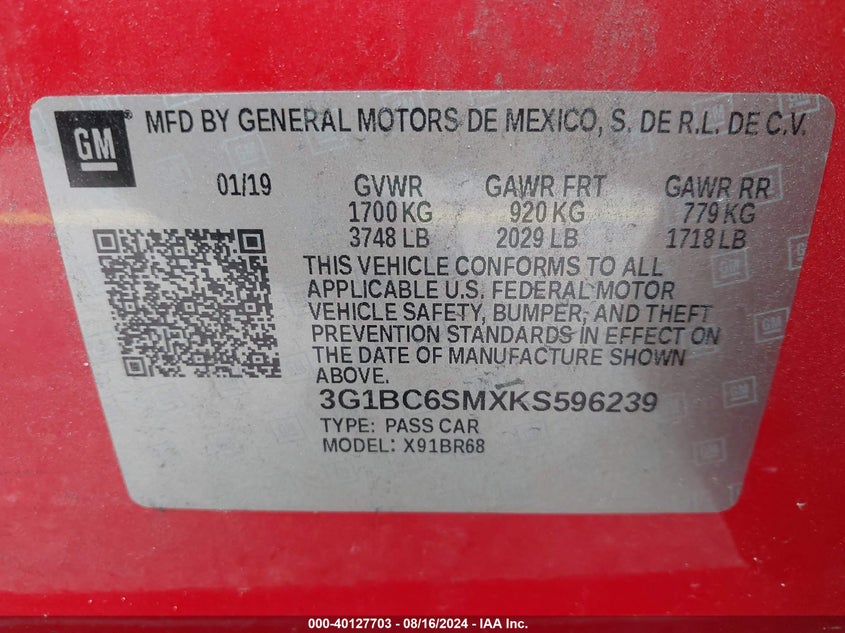 GM® MFD BY GENERAL MOTORS DE MEXICO, S. DE R.L. DE C.V.
01/19 GVWR GAWR FRT GAWR RR
1700 KG 920 KG 779 KG
3748 LB 2029 LB 1718 LB
THIS VEHICLE CONFORMS TO ALL
APPLICABLE U.S. FEDERAL MOTOR
VEHICLE SAFETY, BUMPER, AND THEFT
PREVENTION STANDARDS IN EFFECT ON
THE DATE OF MANUFACTURE SHOWN
ABOVE.
3G1BC6SMXKS596239
TYPE: PASS CAR
MODEL: X91BR68
000-40127703 - 08/16/2024 - IAA Inc.